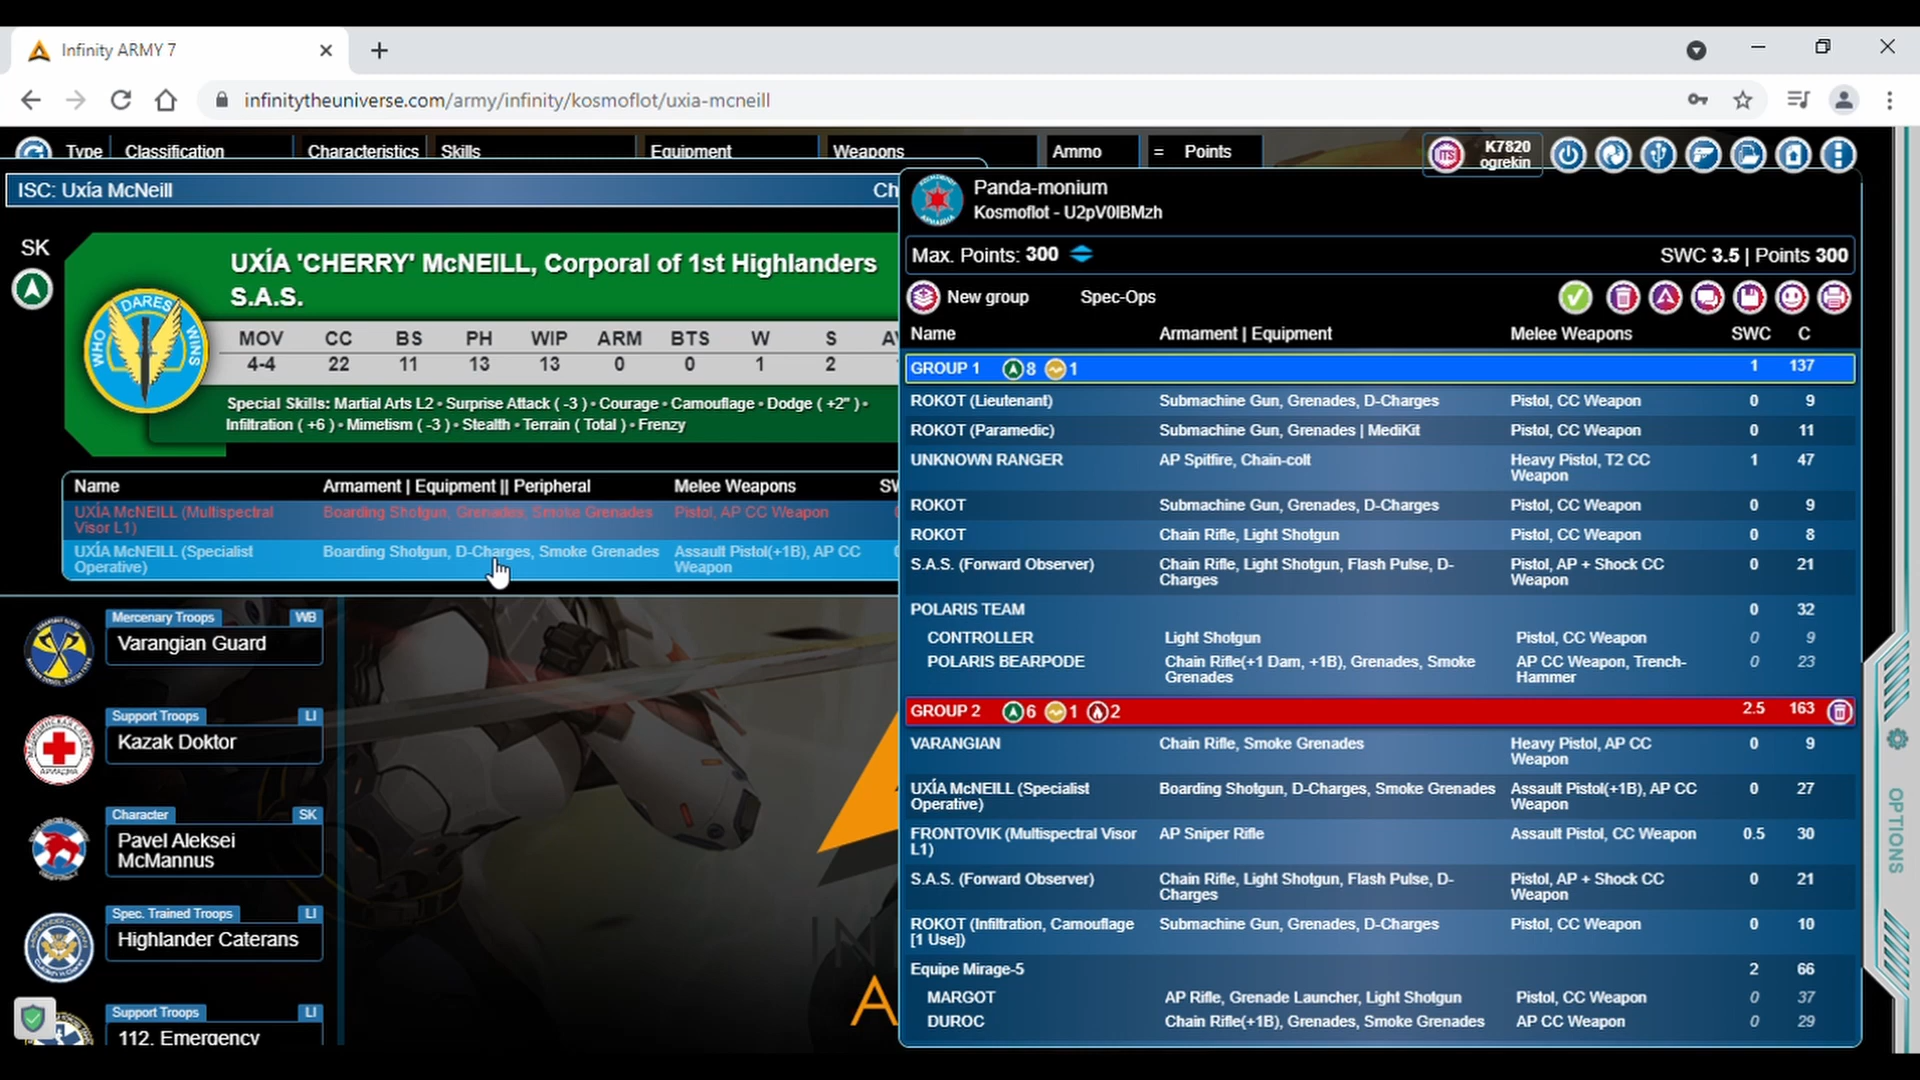 Infinity ARMY 7
infinitytheuniverse.com/army/infinity/kosmoflot/uxia-mcneill
Type Classification Characteristics Skills Equipment Weapons Ammo = Points
ITS K7820
ogrekin
ISC: Uxía McNeill Ch
SK
UXÍA 'CHERRY' McNEILL, Corporal of 1st Highlanders
S.A.S.
WHO DARES WINS
MOV CC BS PH WIP ARM BTS W S
4-4 22 11 13 13 0 0 1 2
Special Skills: Martial Arts L2 • Surprise Attack ( -3 ) • Courage • Camouflage • Dodge ( +2" ) •
Infiltration ( +6 ) • Mimetism ( -3 ) • Stealth • Terrain ( Total ) • Frenzy
Name Armament | Equipment || Peripheral Melee Weapons
UXÍA McNEILL (Multispectral Boarding Shotgun, Grenades, Smoke Grenades Pistol, AP CC Weapon
Visor L1)
UXÍA McNEILL (Specialist Boarding Shotgun, D-Charges, Smoke Grenades Assault Pistol(+1B), AP CC
Operative) Weapon
Mercenary Troops WB
Varangian Guard
Support Troops LI
Kazak Doktor
Character SK
Pavel Aleksei
McMannus
Spec. Trained Troops LI
Highlander Caterans
Support Troops LI
112. Emergency
Panda-monium
Kosmoflot - U2pV0IBMzh
Max. Points: 300 SWC 3.5 | Points 300
New group Spec-Ops
Name Armament | Equipment Melee Weapons SWC C
GROUP 1 8 1 1 137
ROKOT (Lieutenant) Submachine Gun, Grenades, D-Charges Pistol, CC Weapon 0 9
ROKOT (Paramedic) Submachine Gun, Grenades | MediKit Pistol, CC Weapon 0 11
UNKNOWN RANGER AP Spitfire, Chain-colt Heavy Pistol, T2 CC 1 47
Weapon
ROKOT Submachine Gun, Grenades, D-Charges Pistol, CC Weapon 0 9
ROKOT Chain Rifle, Light Shotgun Pistol, CC Weapon 0 8
S.A.S. (Forward Observer) Chain Rifle, Light Shotgun, Flash Pulse, D- Pistol, AP + Shock CC 0 21
Charges Weapon
POLARIS TEAM 0 32
CONTROLLER Light Shotgun Pistol, CC Weapon 0 9
POLARIS BEARPODE Chain Rifle(+1 Dam, +1B), Grenades, Smoke AP CC Weapon, Trench- 0 23
Grenades Hammer
GROUP 2 6 1 2 2.5 163
VARANGIAN Chain Rifle, Smoke Grenades Heavy Pistol, AP CC 0 9
Weapon
UXÍA McNEILL (Specialist Boarding Shotgun, D-Charges, Smoke Grenades Assault Pistol(+1B), AP CC 0 27
Operative) Weapon
FRONTOVIK (Multispectral Visor AP Sniper Rifle Assault Pistol, CC Weapon 0.5 30
L1)
S.A.S. (Forward Observer) Chain Rifle, Light Shotgun, Flash Pulse, D- Pistol, AP + Shock CC 0 21
Charges Weapon
ROKOT (Infiltration, Camouflage Submachine Gun, Grenades, D-Charges Pistol, CC Weapon 0 10
[1 Use])
Equipe Mirage-5 2 66
MARGOT AP Rifle, Grenade Launcher, Light Shotgun Pistol, CC Weapon 0 37
DUROC Chain Rifle(+1B), Grenades, Smoke Grenades AP CC Weapon 0 29
OPTIONS